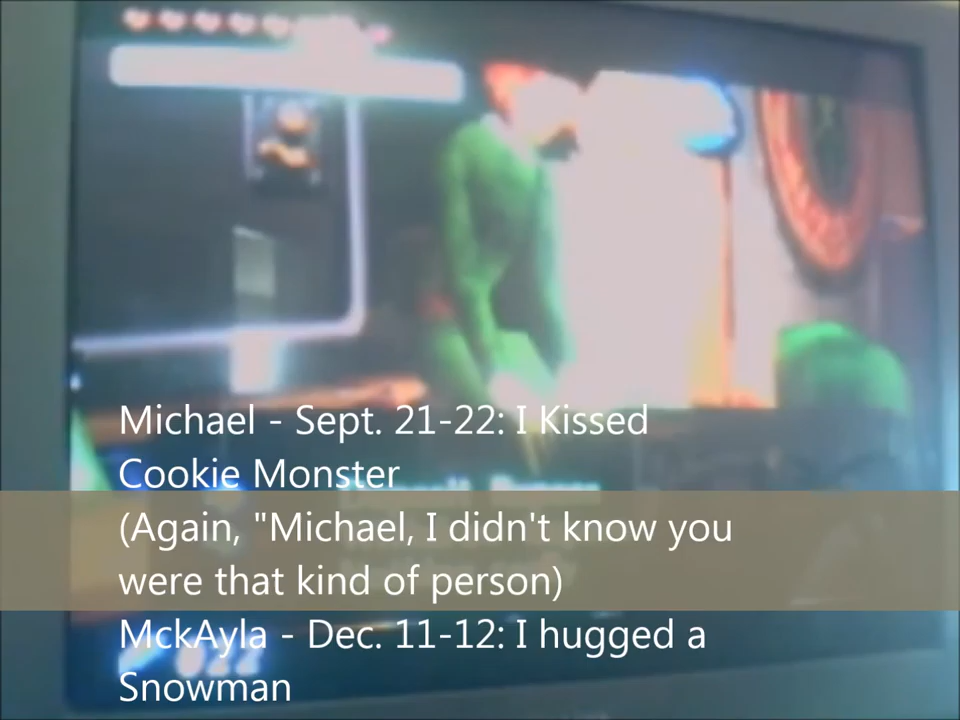 Michael - Sept. 21-22: I Kissed
Cookie Monster
(Again, "Michael, I didn't know you
were that kind of person)
MckAyla - Dec. 11-12: I hugged a
Snowman